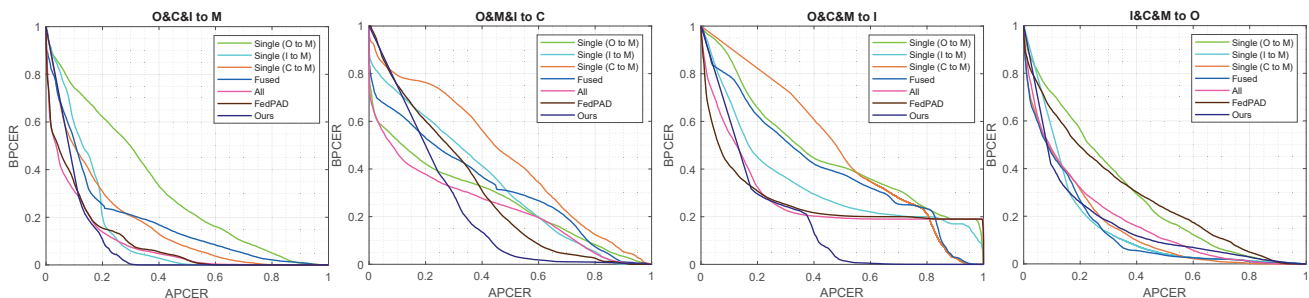 O&C&I to M
1
0.8
0.6
0.4
0.2
0
0
0.2
0.4
0.6
0.8
1
BPCER
APCER
Single (O to M)
Single (I to M)
Single (C to M)
Fused
All
FedPAD
Ours
O&M&I to C
1
0.8
0.6
0.4
0.2
0
0
0.2
0.4
0.6
0.8
1
BPCER
APCER
Single (O to M)
Single (I to M)
Single (C to M)
Fused
All
FedPAD
Ours
O&C&M to I
1
0.8
0.6
0.4
0.2
0
0
0.2
0.4
0.6
0.8
1
BPCER
APCER
Single (O to M)
Single (I to M)
Single (C to M)
Fused
All
FedPAD
Ours
I&C&M to O
1
0.8
0.6
0.4
0.2
0
0
0.2
0.4
0.6
0.8
1
BPCER
APCER
Single (O to M)
Single (I to M)
Single (C to M)
Fused
All
FedPAD
Ours